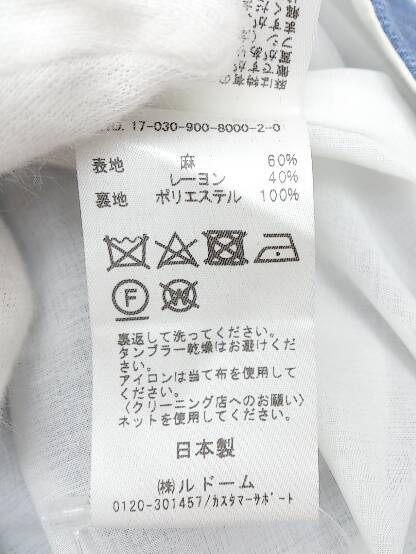 NO. 17-030-900-8000-2-0
表地 麻 60%
レーヨン 40%
裏地 ポリエステル 100%
F
W
裏返して洗ってください。
タンブラー乾燥はお避けくだ
さい。
アイロンは当て布を使用して
ください。
〈クリーニング店へのお願い〉
ネットを使用してください。
日本製
㈱ルドーム
0120-301457/カスタマーサポート